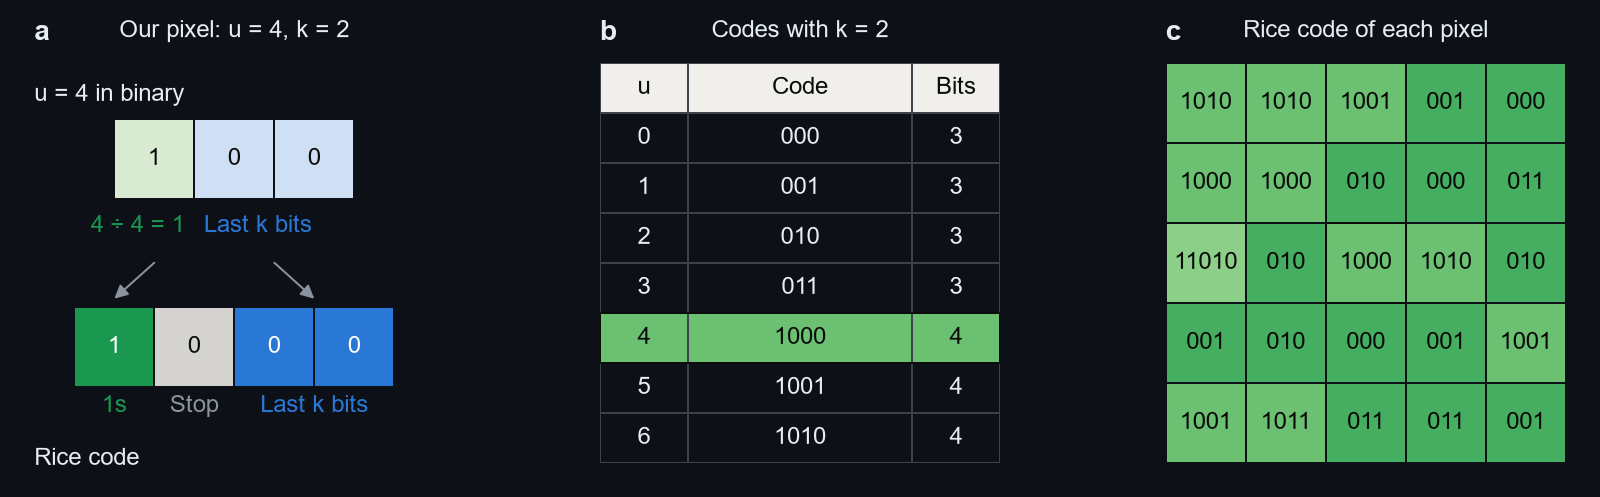 a Our pixel: u = 4, k = 2
u = 4 in binary
1 0 0
4 ÷ 4 = 1 Last k bits
1 0 0 0
1s Stop Last k bits
Rice code
b Codes with k = 2
u Code Bits
0 000 3
1 001 3
2 010 3
3 011 3
4 1000 4
5 1001 4
6 1010 4
c Rice code of each pixel
1010 1010 1001 001 000
1000 1000 010 000 011
11010 010 1000 1010 010
001 010 000 001 1001
1001 1011 011 011 001